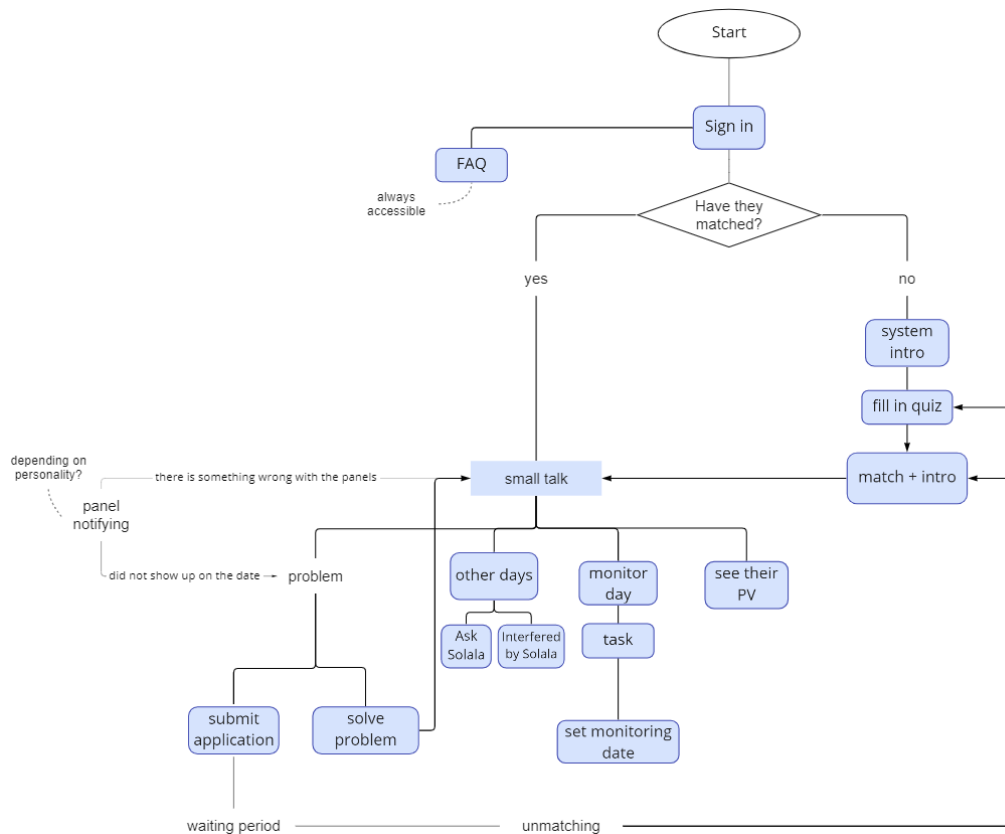 Start
Sign in
FAQ
always
accessible
Have they
matched?
yes
no
system
intro
fill in quiz
match + intro
depending on
personality?
there is something wrong with the panels
small talk
panel
notifying
did not show up on the date
problem
other days
monitor
day
see their
PV
Ask
Solala
Interfered
by Solala
task
submit
application
solve
problem
set monitoring
date
waiting period
unmatching